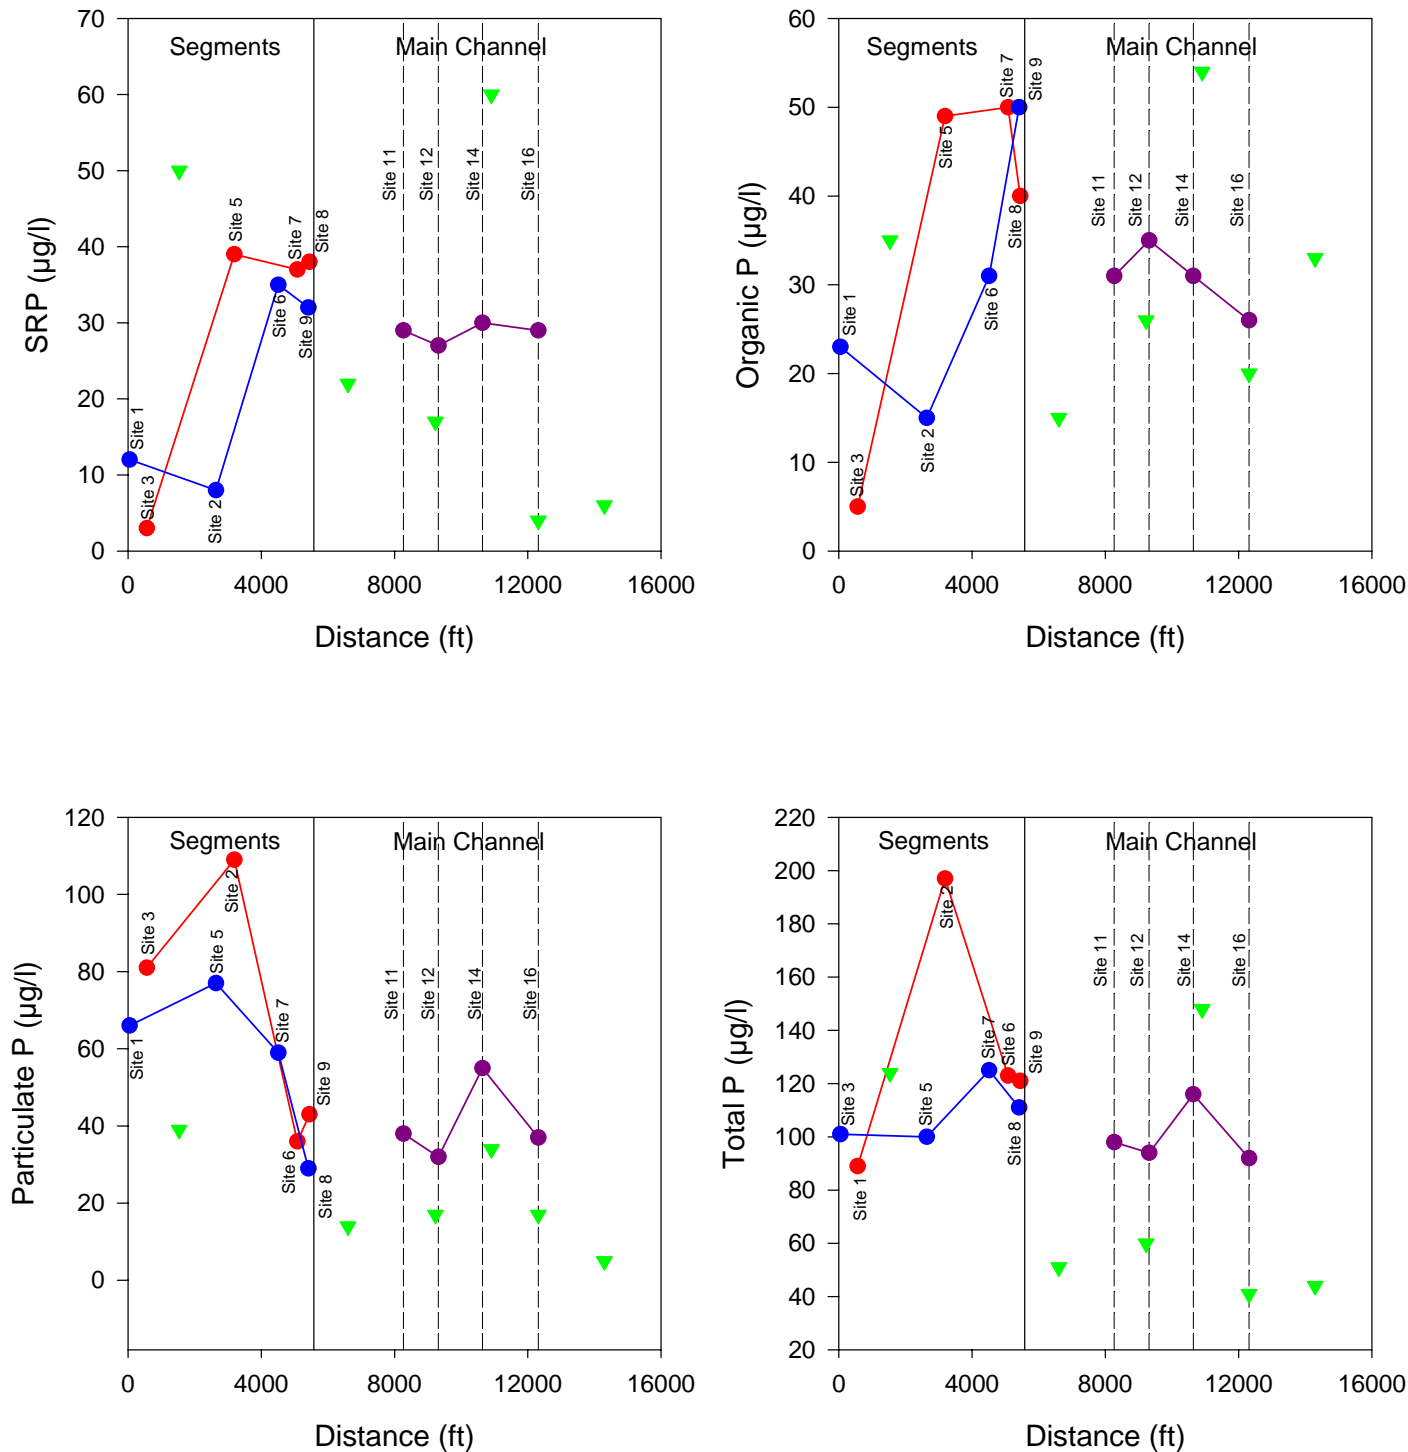 70
60
50
40
30
20
10
0
SRP (µg/l)
Segments
Main Channel
Site 1
Site 3
Site 2
Site 5
Site 6
Site 7
Site 9
Site 8
Site 11
Site 12
Site 14
Site 16
0 4000 8000 12000 16000
Distance (ft)
60
50
40
30
20
10
0
Organic P (µg/l)
Segments
Main Channel
Site 1
Site 3
Site 2
Site 5
Site 6
Site 7
Site 8
Site 9
Site 11
Site 12
Site 14
Site 16
0 4000 8000 12000 16000
Distance (ft)
120
100
80
60
40
20
0
Particulate P (µg/l)
Segments
Main Channel
Site 1
Site 3
Site 5
Site 2
Site 7
Site 6
Site 9
Site 8
Site 11
Site 12
Site 14
Site 16
0 4000 8000 12000 16000
Distance (ft)
220
200
180
160
140
120
100
80
60
40
20
Total P (µg/l)
Segments
Main Channel
Site 3
Site 1
Site 5
Site 2
Site 7
Site 6
Site 8
Site 9
Site 11
Site 12
Site 14
Site 16
0 4000 8000 12000 16000
Distance (ft)